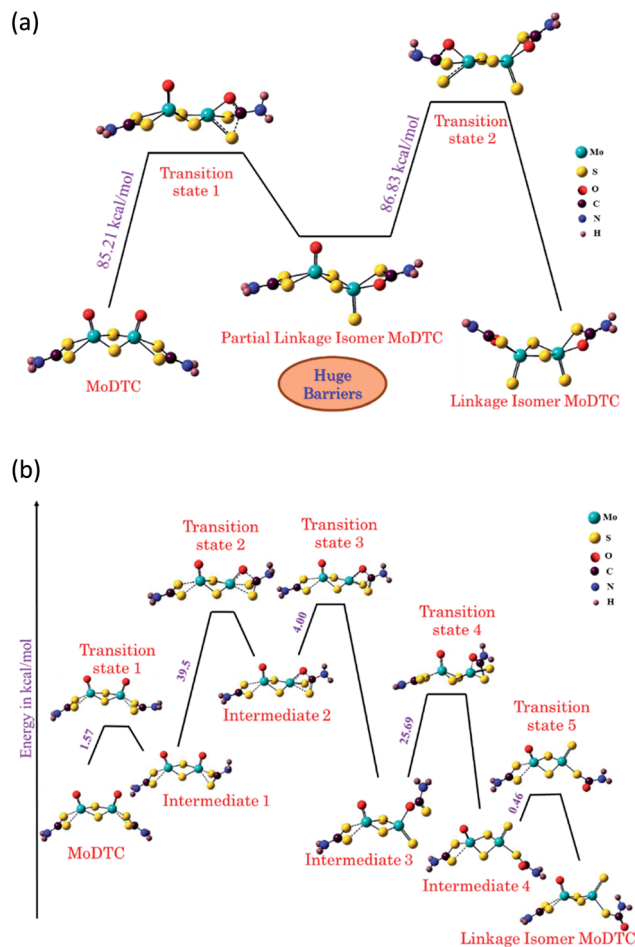 (a)
Transition
state 1
Transition
state 2
85.21 kcal/mol
86.83 kcal/mol
Mo
S
O
C
N
H
MoDTC
Partial Linkage Isomer MoDTC
Huge
Barriers
Linkage Isomer MoDTC
(b)
Energy in kcal/mol
Transition
state 1
Transition
state 2
Transition
state 3
Transition
state 4
Transition
state 5
Mo
S
O
C
N
H
1.57
39.5
4.00
25.69
0.46
MoDTC
Intermediate 1
Intermediate 2
Intermediate 3
Intermediate 4
Linkage Isomer MoDTC